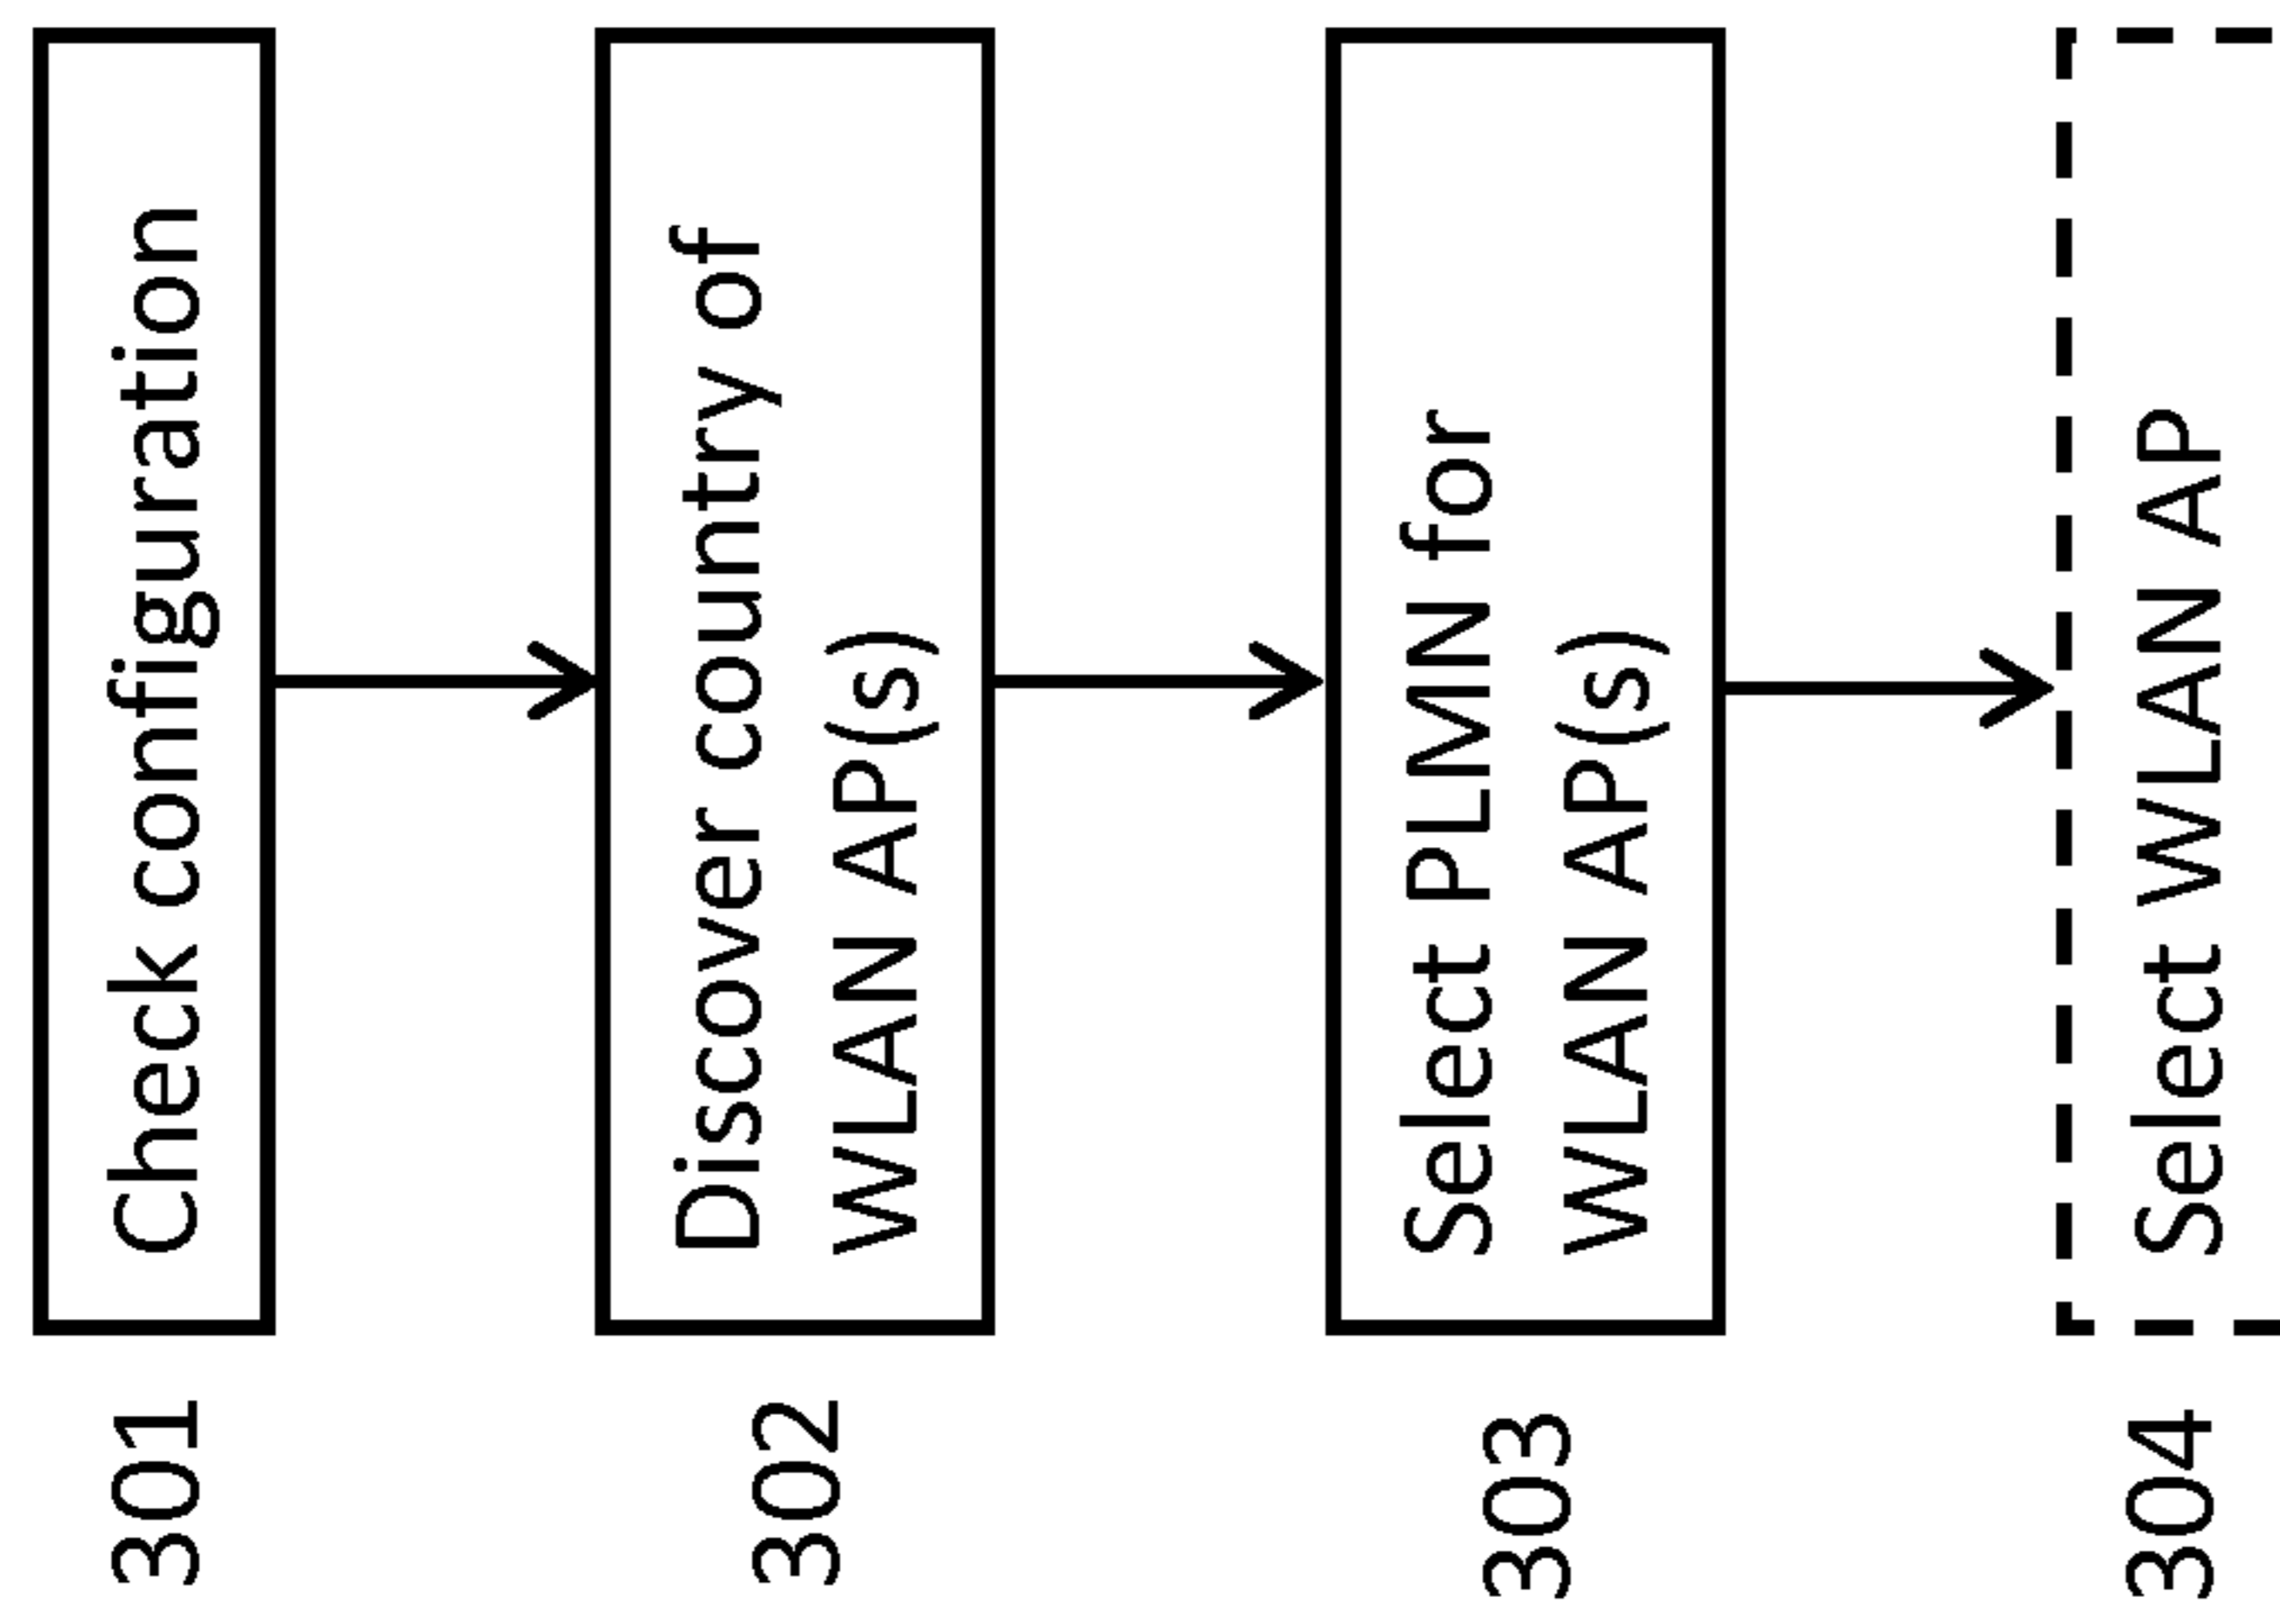 301
Check configuration
302
Discover country of
WLAN AP(s)
303
Select PLMN for
WLAN AP(s)
304
Select WLAN AP